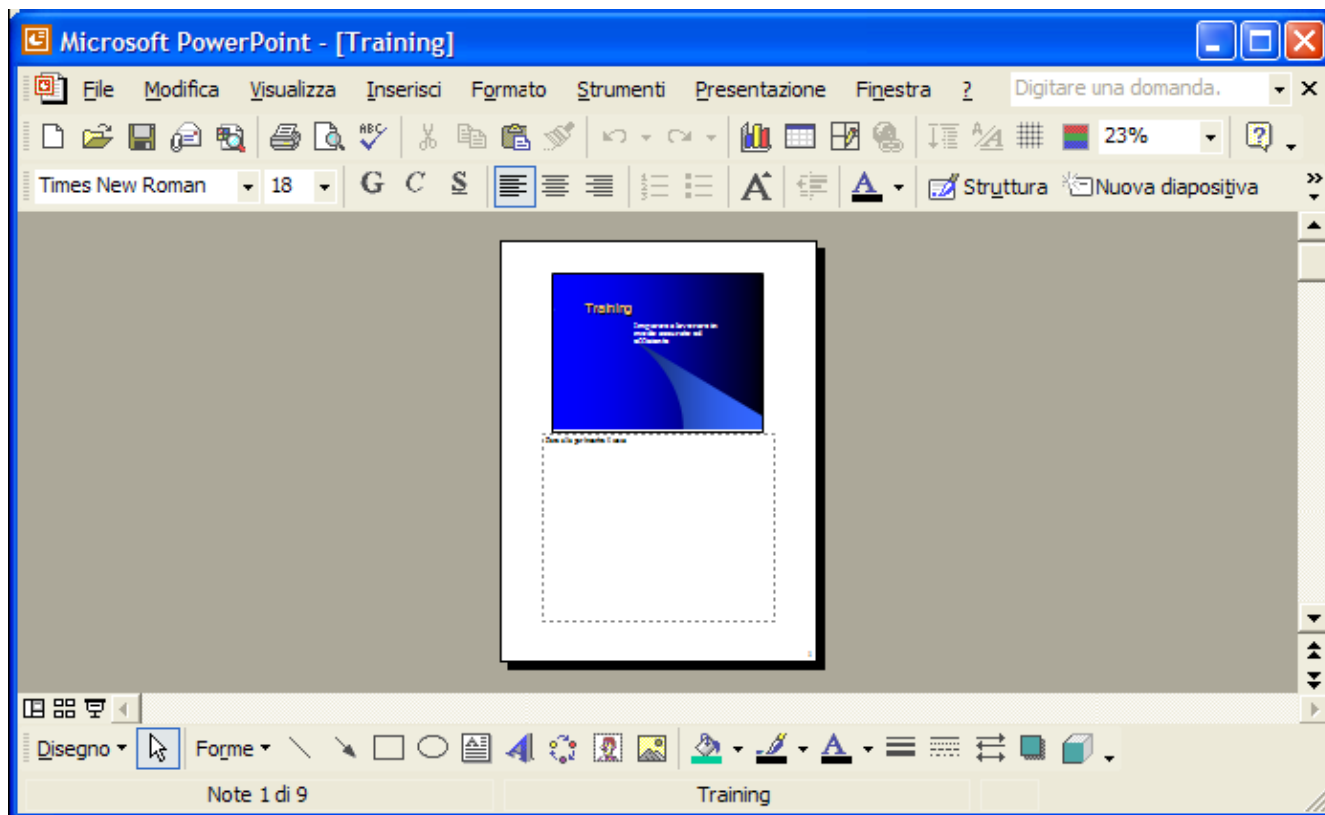 Microsoft PowerPoint - [Training]
File Modifica Visualizza Inserisci Formato Strumenti Presentazione Finestra ? Digitare una domanda.
ABC 23%
Times New Roman 18 G C S A A Struttura Nuova diapositiva
Training
Disegno Forme A A
Note 1 di 9 Training